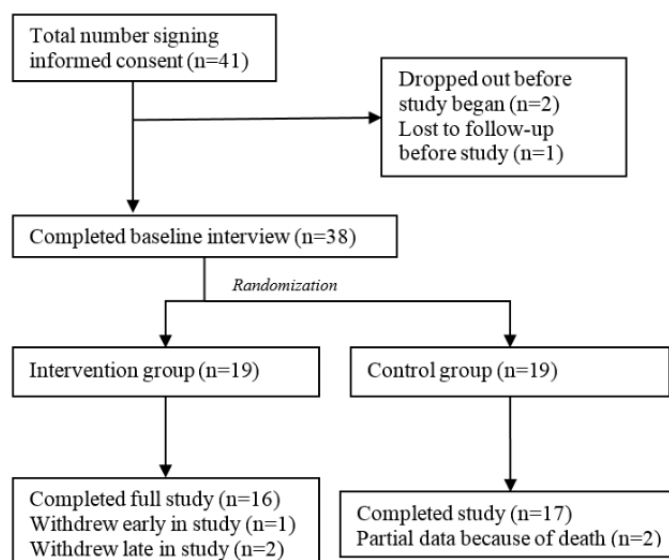 Total number signing
informed consent (n=41)
Dropped out before
study began (n=2)
Lost to follow-up
before study (n=1)
Completed baseline interview (n=38)
Randomization
Intervention group (n=19)
Control group (n=19)
Completed full study (n=16)
Withdrew early in study (n=1)
Withdrew late in study (n=2)
Completed study (n=17)
Partial data because of death (n=2)